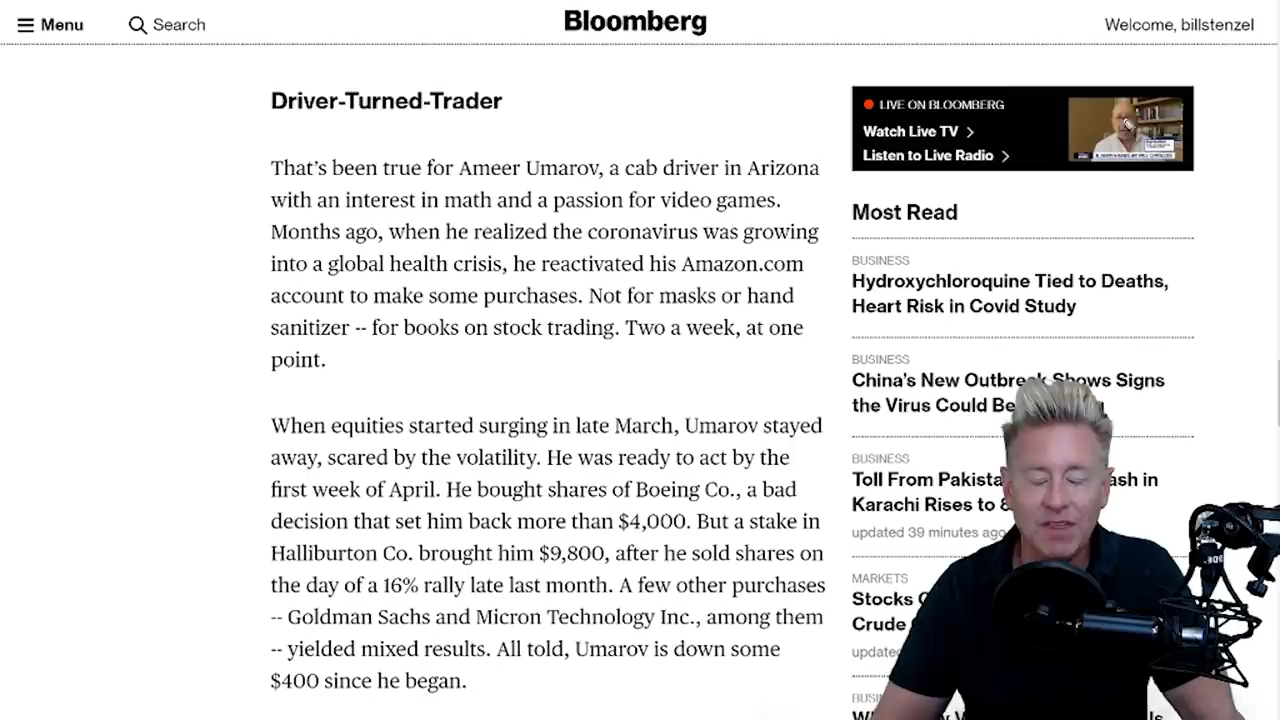 Menu
Search
Bloomberg
Welcome, billstenzel
Driver-Turned-Trader
That's been true for Ameer Umarov, a cab driver in Arizona
with an interest in math and a passion for video games.
Months ago, when he realized the coronavirus was growing
into a global health crisis, he reactivated his Amazon.com
account to make some purchases. Not for masks or hand
sanitizer -- for books on stock trading. Two a week, at one
point.
When equities started surging in late March, Umarov stayed
away, scared by the volatility. He was ready to act by the
first week of April. He bought shares of Boeing Co., a bad
decision that set him back more than $4,000. But a stake in
Halliburton Co. brought him $9,800, after he sold shares on
the day of a 16% rally late last month. A few other purchases
-- Goldman Sachs and Micron Technology Inc., among them
-- yielded mixed results. All told, Umarov is down some
$400 since he began.
LIVE ON BLOOMBERG
Watch Live TV
Listen to Live Radio
Most Read
BUSINESS
Hydroxychloroquine Tied to Deaths,
Heart Risk in Covid Study
BUSINESS
China's New Outbreak Shows Signs
the Virus Could Be
BUSINESS
Toll From in
Karachi Rises to
updated 39 minutes ago
MARKETS
Stocks
Crude